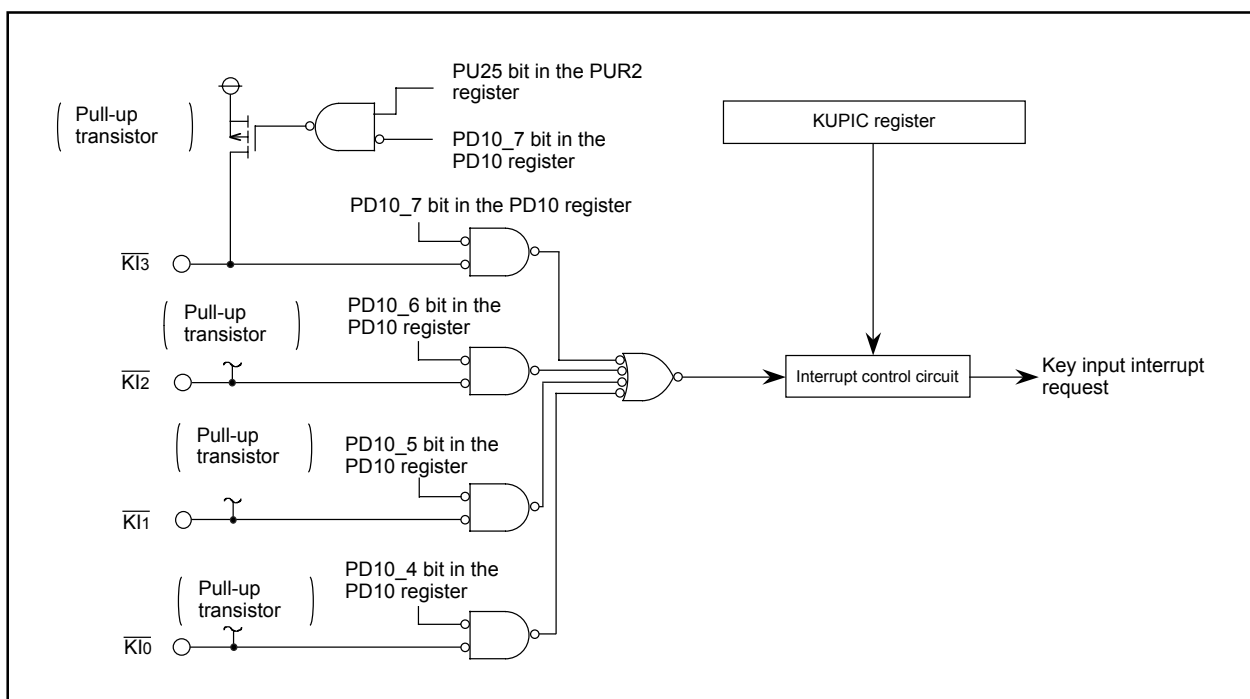 PU25 bit in the PUR2
register
Pull-up
transistor
PD10_7 bit in the
PD10 register
KUPIC register
PD10_7 bit in the PD10 register
KI3
Pull-up
transistor
PD10_6 bit in the
PD10 register
KI2
Interrupt control circuit
Key input interrupt
request
Pull-up
transistor
PD10_5 bit in the
PD10 register
KI1
Pull-up
transistor
PD10_4 bit in the
PD10 register
KI0